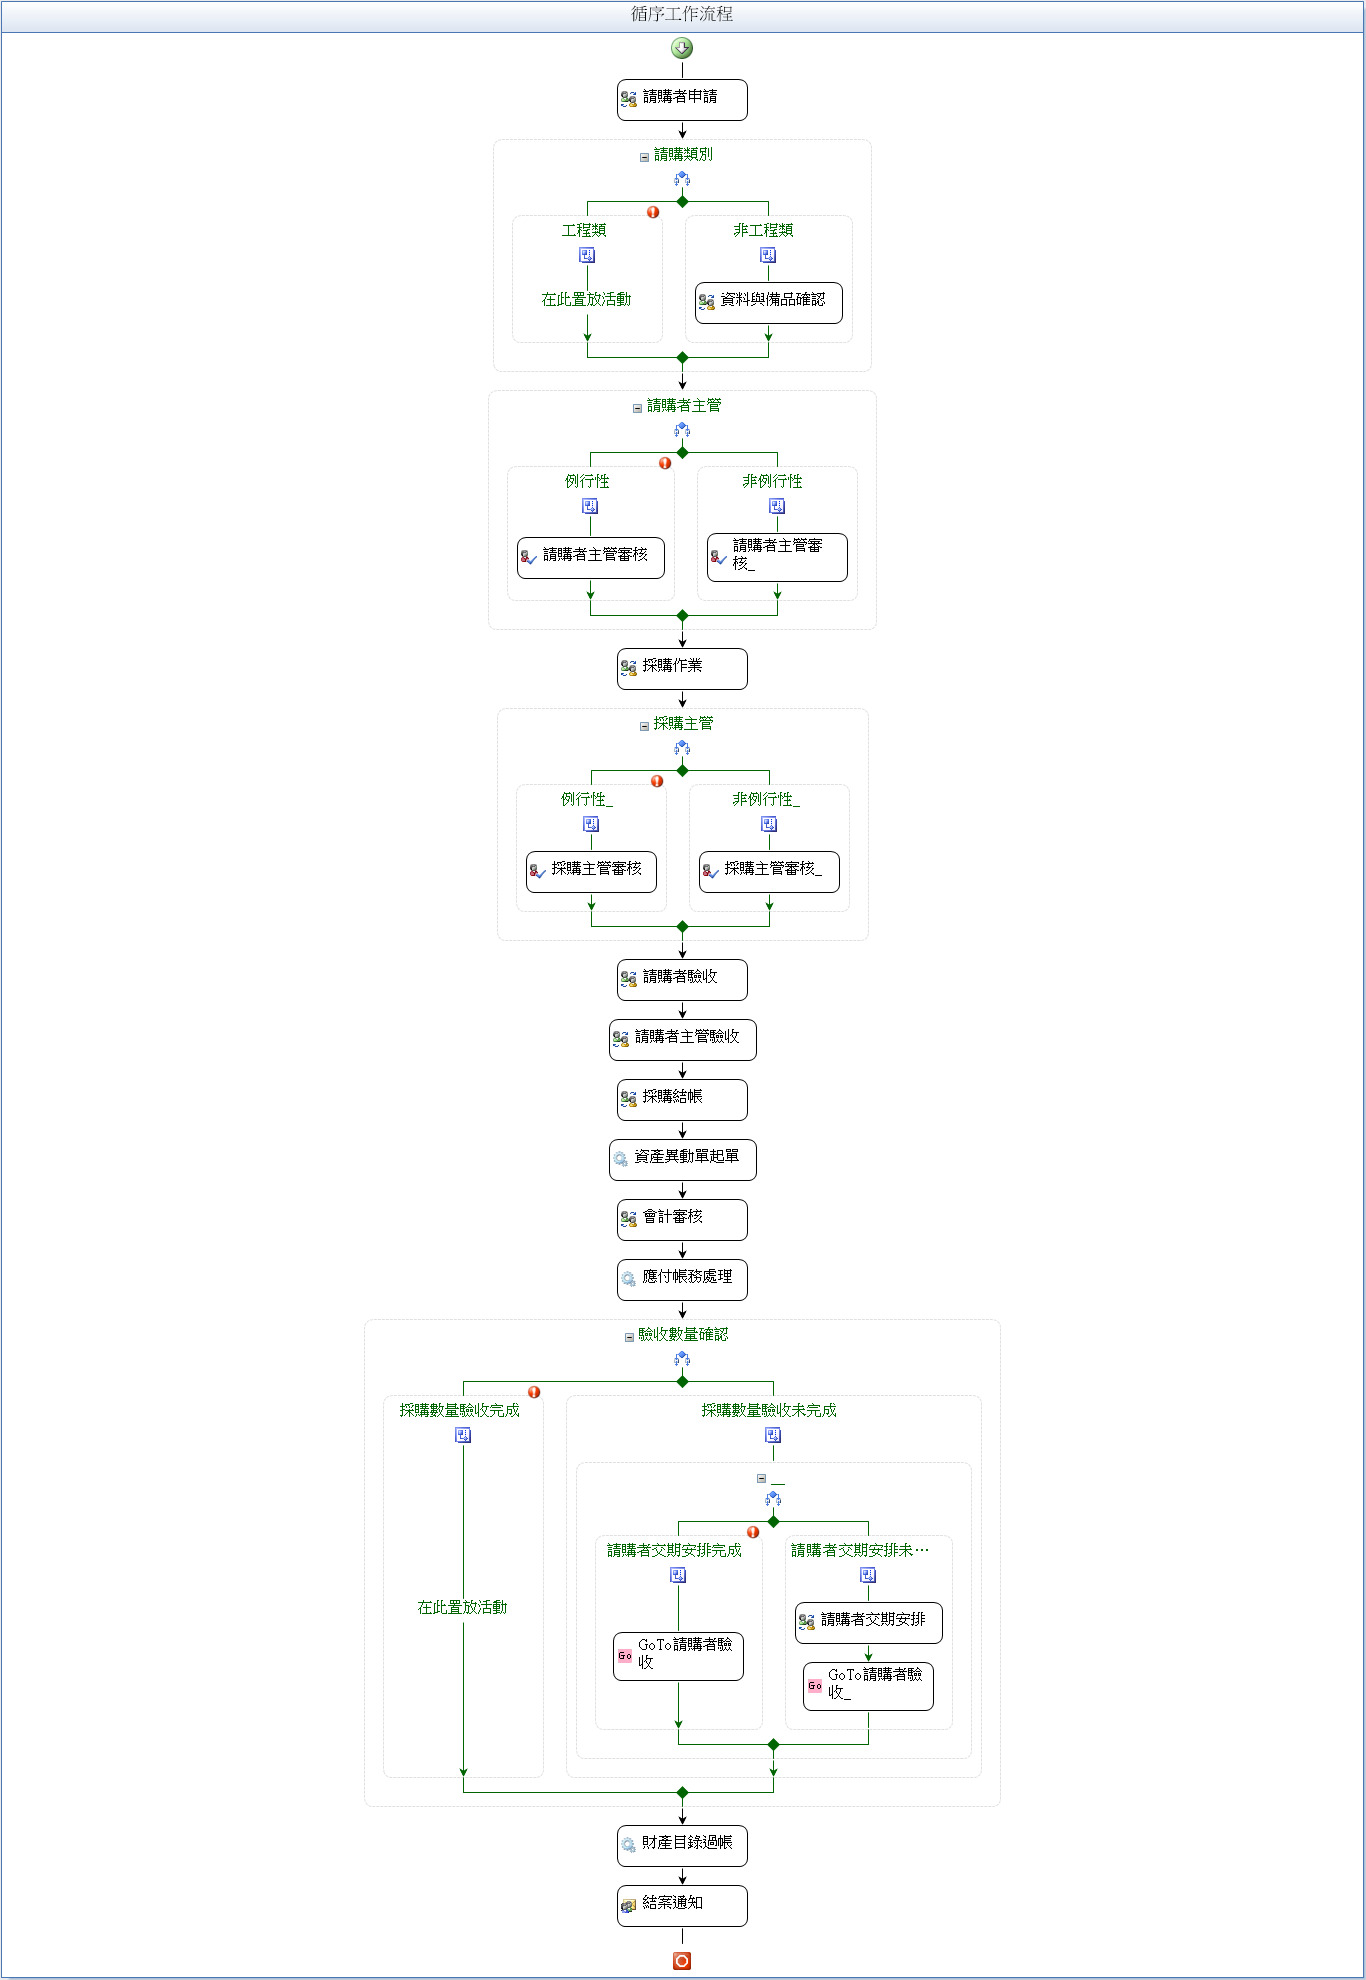 循序工作流程
請購者申請
請購類別
工程類
非工程類
在此置放活動
資料與備品確認
請購者主管
例行性
非例行性
請購者主管審核
請購者主管審
核_
採購作業
採購主管
例行性_
非例行性_
採購主管審核
採購主管審核_
請購者驗收
請購者主管驗收
採購結帳
資產異動單起單
會計審核
應付帳務處理
驗收數量確認
採購數量驗收完成
採購數量驗收未完成
__
請購者交期安排完成
請購者交期安排未…
在此置放活動
請購者交期安排
Go
GoTo請購者驗
收
Go
GoTo請購者驗
收_
財產目錄過帳
結案通知